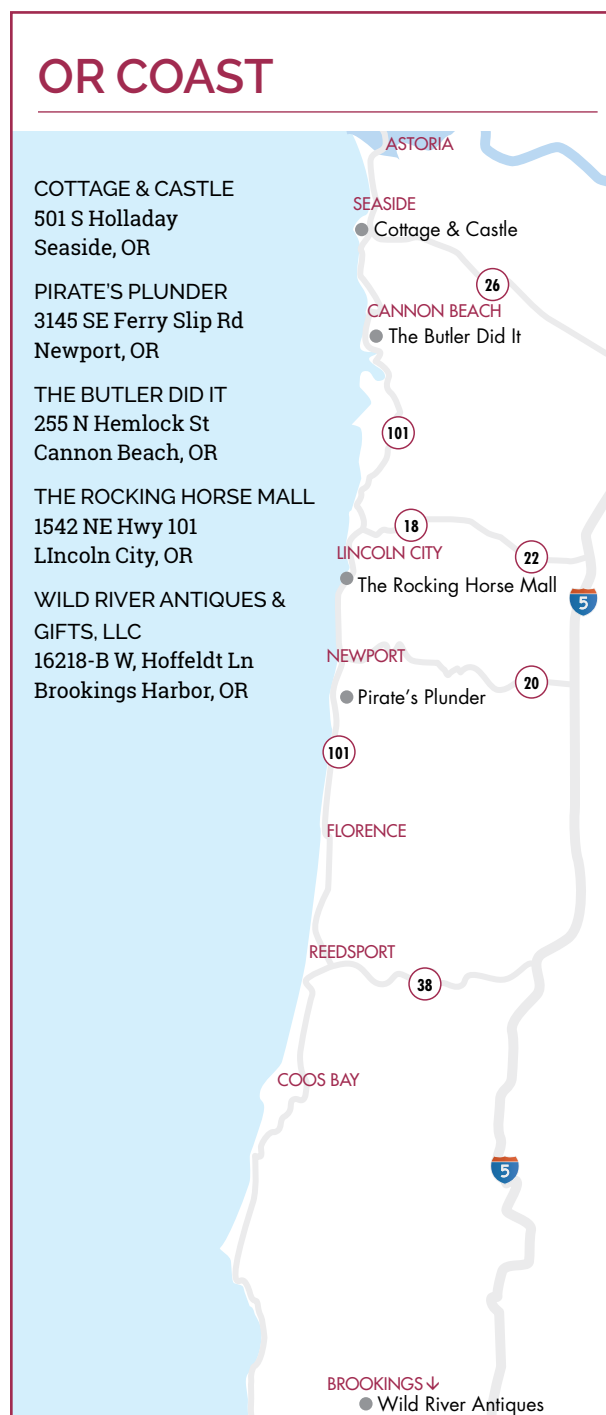 OR COAST
COTTAGE & CASTLE
501 S Holladay
Seaside, OR
PIRATE'S PLUNDER
3145 SE Ferry Slip Rd
Newport, OR
THE BUTLER DID IT
255 N Hemlock St
Cannon Beach, OR
THE ROCKING HORSE MALL
1542 NE Hwy 101
LIncoln City, OR
WILD RIVER ANTIQUES &
GIFTS, LLC
16218-B W, Hoffeldt Ln
Brookings Harbor, OR
ASTORIA
SEASIDE
Cottage & Castle
26
CANNON BEACH
The Butler Did It
101
18
LINCOLN CITY
22
The Rocking Horse Mall
5
NEWPORT
20
Pirate's Plunder
101
FLORENCE
REEDSPORT
38
COOS BAY
5
BROOKINGS ↓
Wild River Antiques